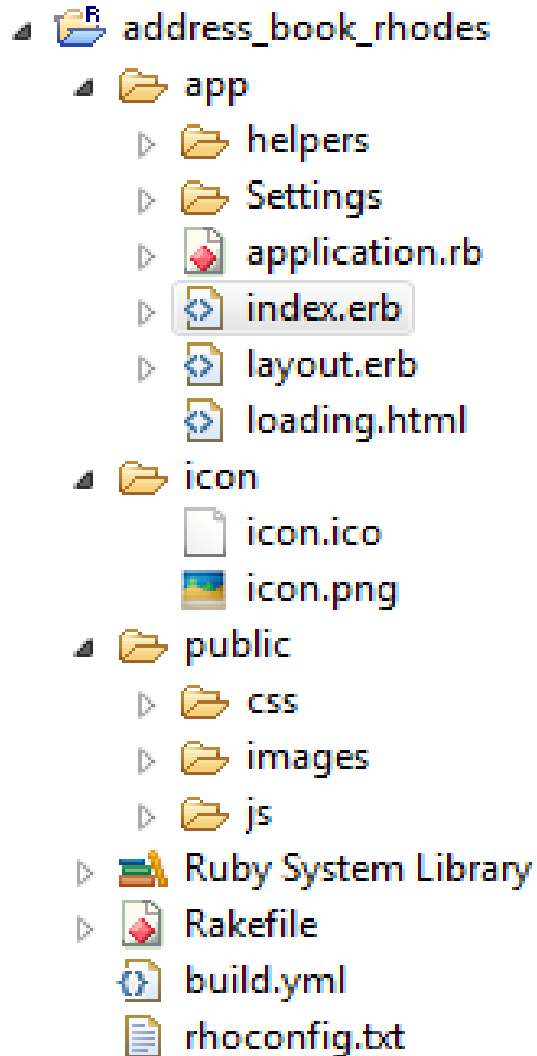 address_book_rhodes
app
helpers
Settings
application.rb
index.erb
layout.erb
loading.html
icon
icon.ico
icon.png
public
css
images
js
Ruby System Library
Rakefile
build.yml
rhoconfig.txt